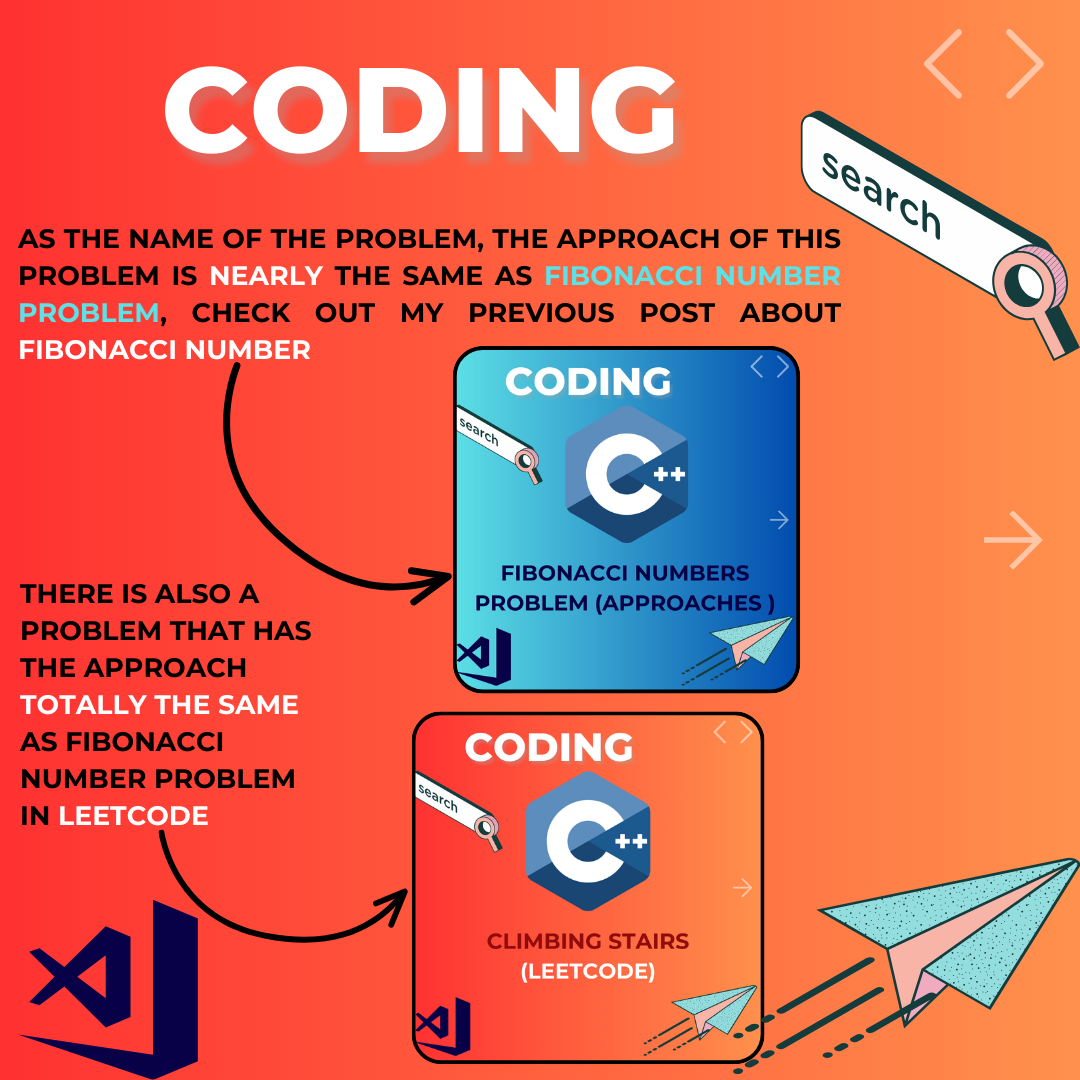 CODING
search
AS THE NAME OF THE PROBLEM, THE APPROACH OF THIS
PROBLEM IS NEARLY THE SAME AS FIBONACCI NUMBER
PROBLEM, CHECK OUT MY PREVIOUS POST ABOUT
FIBONACCI NUMBER
CODING
search
C++
FIBONACCI NUMBERS
PROBLEM (APPROACHES )
THERE IS ALSO A
PROBLEM THAT HAS
THE APPROACH
TOTALLY THE SAME
AS FIBONACCI
NUMBER PROBLEM
IN LEETCODE
CODING
search
C++
CLIMBING STAIRS
(LEETCODE)